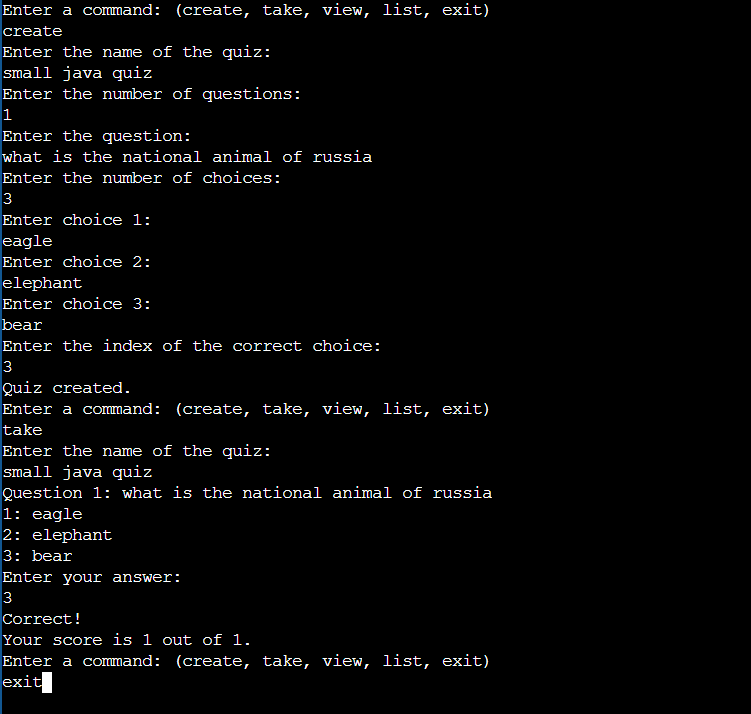 Enter a command: (create, take, view, list, exit)
create
Enter the name of the quiz:
small java quiz
Enter the number of questions:
1
Enter the question:
what is the national animal of russia
Enter the number of choices:
3
Enter choice 1:
eagle
Enter choice 2:
elephant
Enter choice 3:
bear
Enter the index of the correct choice:
3
Quiz created.
Enter a command: (create, take, view, list, exit)
take
Enter the name of the quiz:
small java quiz
Question 1: what is the national animal of russia
1: eagle
2: elephant
3: bear
Enter your answer:
3
Correct!
Your score is 1 out of 1.
Enter a command: (create, take, view, list, exit)
exit